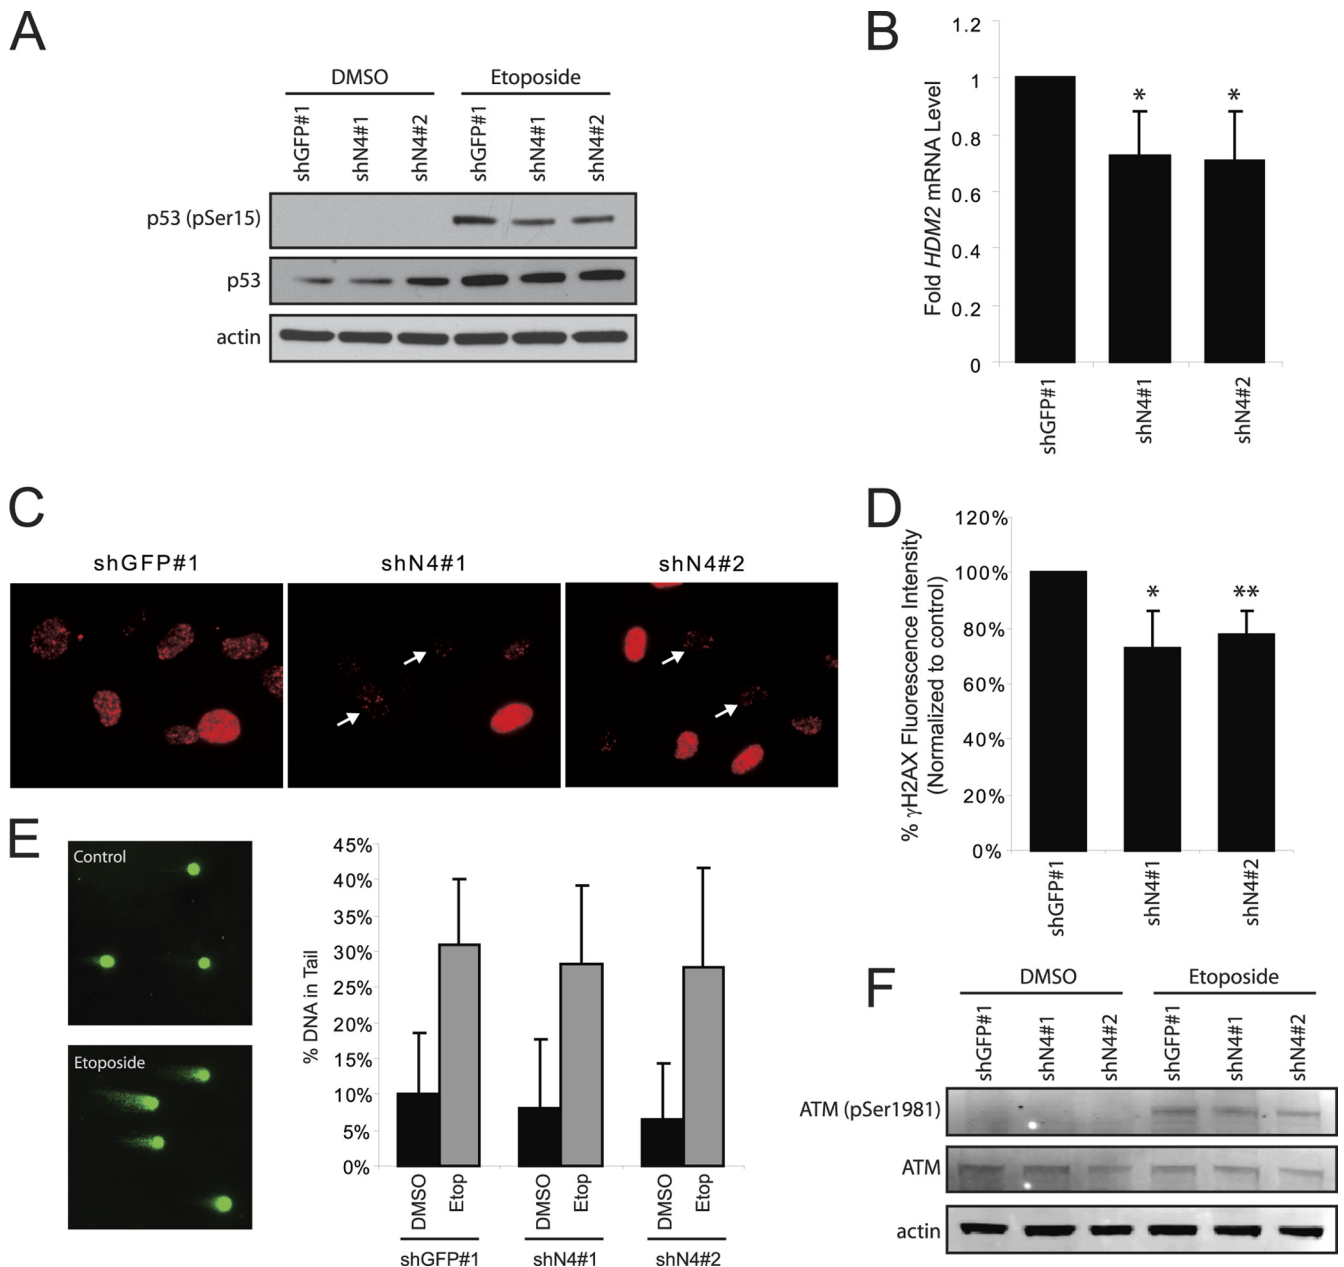 A
DMSO
Etoposide
shGFP#1
shN4#1
shN4#2
shGFP#1
shN4#1
shN4#2
p53 (pSer15)
p53
actin
B
Fold HDM2 mRNA Level
1.2
1
0.8
0.6
0.4
0.2
0
*
*
shGFP#1
shN4#1
shN4#2
C
shGFP#1
shN4#1
shN4#2
D
% γH2AX Fluorescence Intensity
(Normalized to control)
120%
100%
80%
60%
40%
20%
0%
*
**
shGFP#1
shN4#1
shN4#2
E
Control
Etoposide
% DNA in Tail
45%
40%
35%
30%
25%
20%
15%
10%
5%
0%
DMSO
Etop
DMSO
Etop
DMSO
Etop
shGFP#1
shN4#1
shN4#2
F
DMSO
Etoposide
shGFP#1
shN4#1
shN4#2
shGFP#1
shN4#1
shN4#2
ATM (pSer1981)
ATM
actin